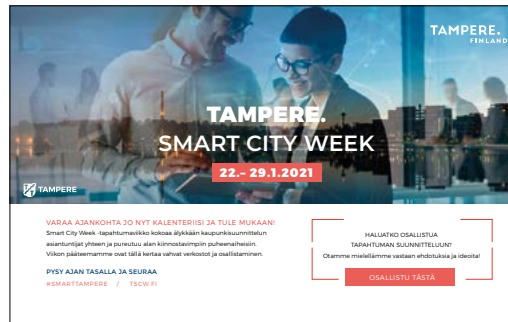 TAMPERE.
FINLAND
TAMPERE.
SMART CITY WEEK
22.- 29.1.2021
TAMPERE
VARAA AJANKOHTA JO NYT KALENTERIISI JA TULE MUKAAN!
Smart City Week -tapahtumaviikko kokoaa älykkään kaupunkisuunnittelun
asiantuntijat yhteen ja pureutuu alan kiinnostavimpiin puheenaiheisiin.
Viikon pääteemamme ovat tällä kertaa vahvat verkostot ja osallistaminen.
PYSY AJAN TASALLA JA SEURAA
#SMARTTAMPERE / TSCW.FI
HALUATKO OSALLISTUA
TAPAHTUMAN SUUNNITTELUUN?
Otamme mielellämme vastaan ehdotuksia ja ideoita!
OSALLISTU TÄSTÄ